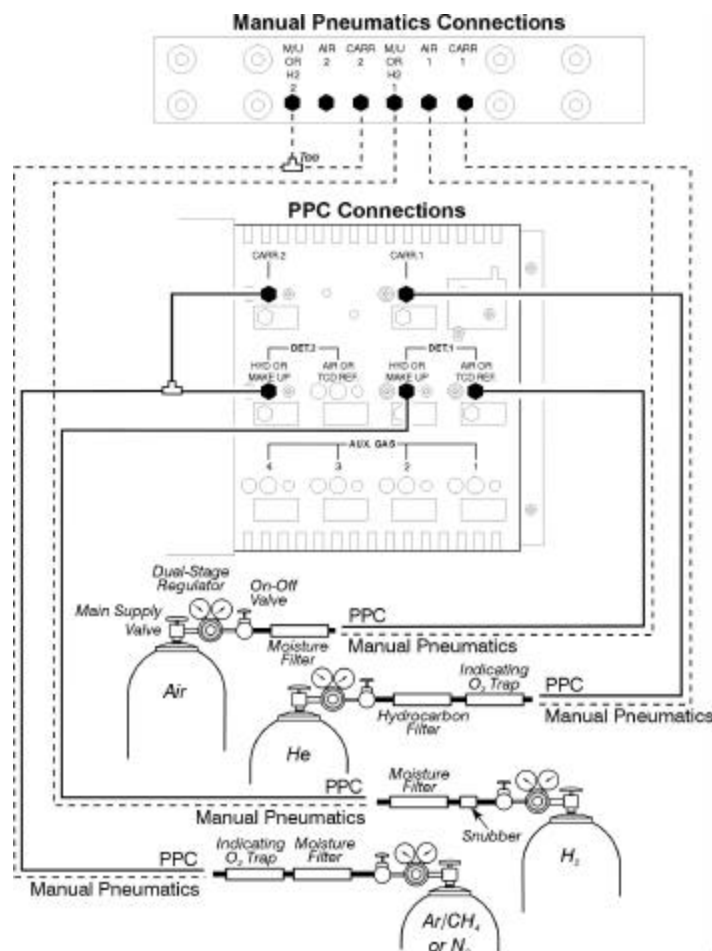 Manual Pneumatics Connections
M/U OR H2 2
AIR 2
CARR 2
M/U OR H2 1
AIR 1
CARR 1
Tee
PPC Connections
CARR.2
CARR.1
DET.2
DET.1
HYD OR MAKE UP
AIR OR TCD REF.
HYD OR MAKE UP
AIR OR TCD REF.
AUX. GAS
4
3
2
1
Dual-Stage Regulator
On-Off Valve
Main Supply Valve
Moisture Filter
PPC
Manual Pneumatics
Air
Indicating O₂ Trap
PPC
Hydrocarbon Filter
Manual Pneumatics
He
PPC
Moisture Filter
Manual Pneumatics
Snubber
H₂
PPC
Indicating O₂ Trap
Moisture Filter
Manual Pneumatics
Ar/CH₄
or N₂